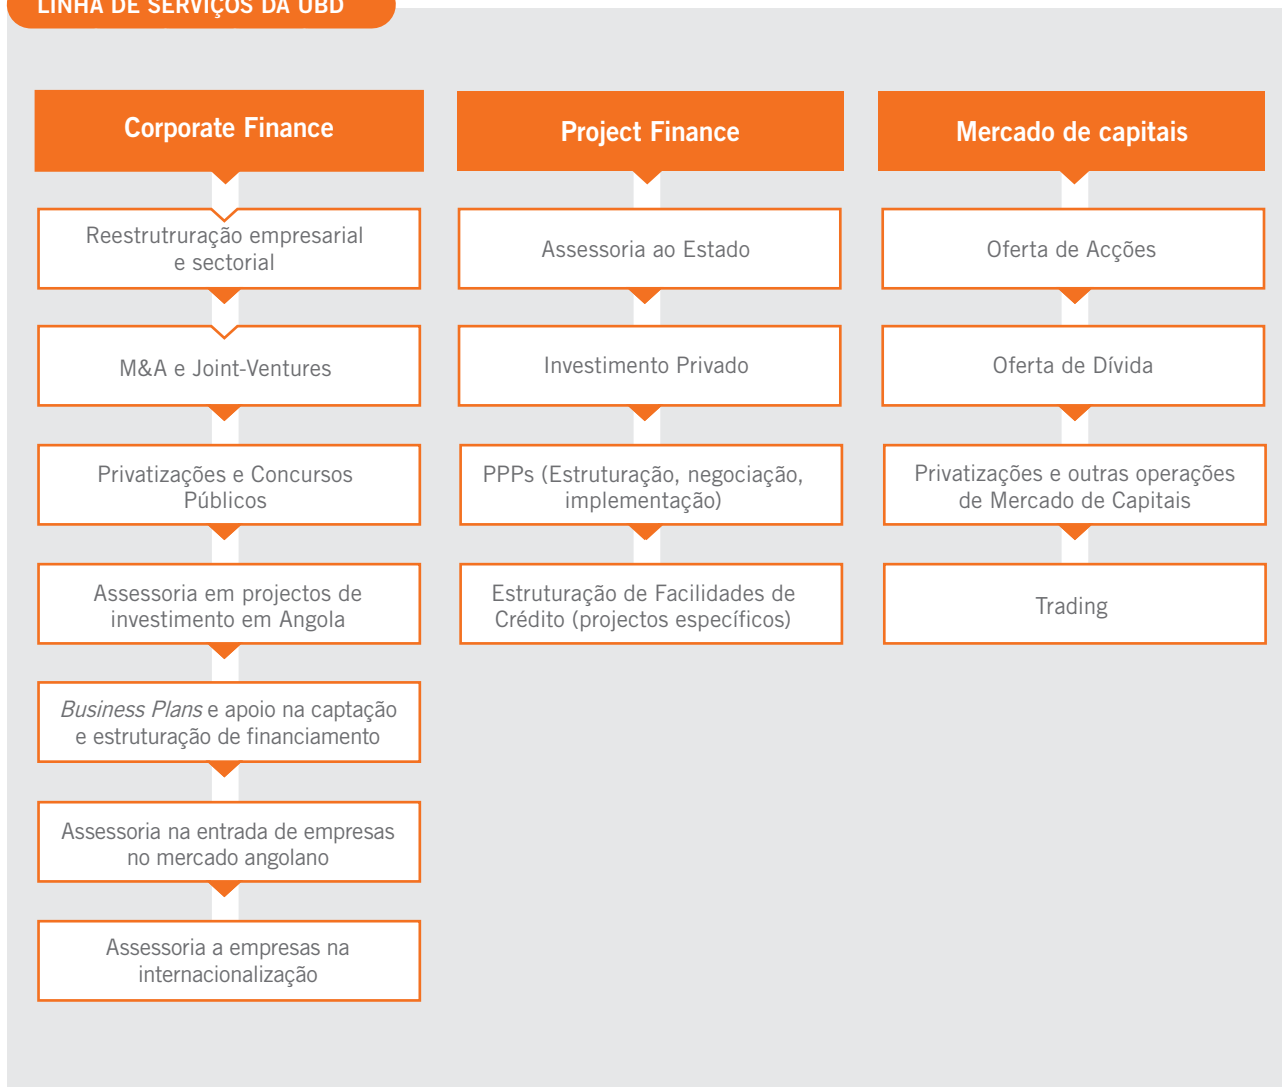 LINHA DE SERVIÇOS DA UBD
Corporate Finance
Reestrutruração empresarial
e sectorial
M&A e Joint-Ventures
Privatizações e Concursos
Públicos
Assessoria em projectos de
investimento em Angola
Business Plans e apoio na captação
e estruturação de financiamento
Assessoria na entrada de empresas
no mercado angolano
Assessoria a empresas na
internacionalização
Project Finance
Assessoria ao Estado
Investimento Privado
PPPs (Estruturação, negociação,
implementação)
Estruturação de Facilidades de
Crédito (projectos específicos)
Mercado de capitais
Oferta de Acções
Oferta de Dívida
Privatizações e outras operações
de Mercado de Capitais
Trading